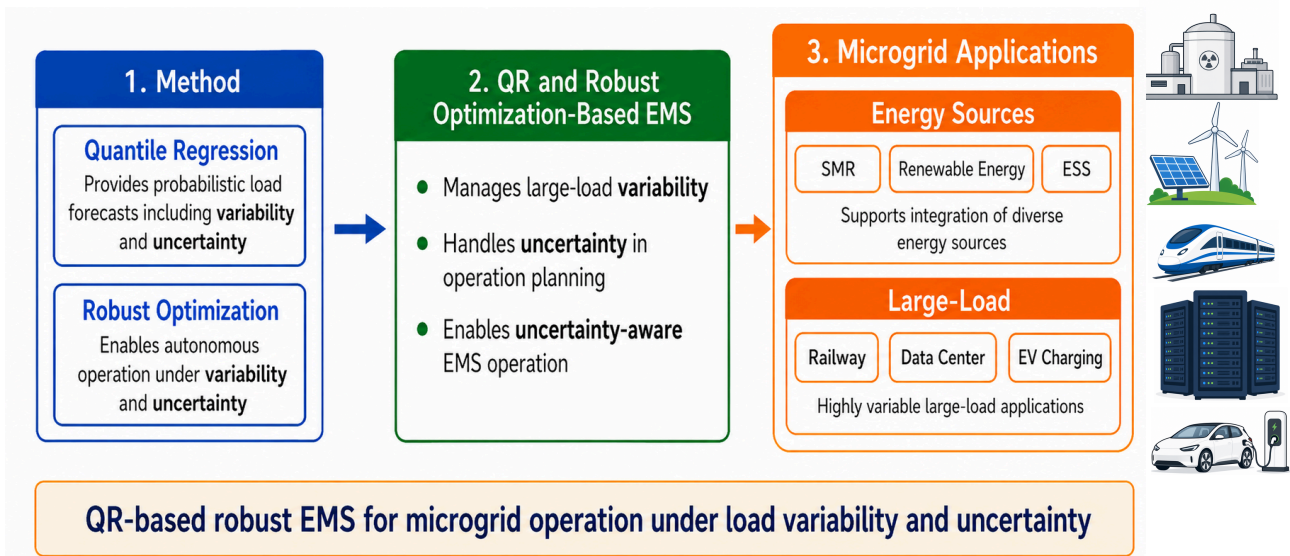 1. Method
Quantile Regression
Provides probabilistic load
forecasts including variability
and uncertainty
Robust Optimization
Enables autonomous
operation under variability
and uncertainty
2. QR and Robust
Optimization-Based EMS
● Manages large-load variability
● Handles uncertainty in
operation planning
● Enables uncertainty-aware
EMS operation
3. Microgrid Applications
Energy Sources
SMR
Renewable Energy
ESS
Supports integration of diverse
energy sources
Large-Load
Railway
Data Center
EV Charging
Highly variable large-load applications
QR-based robust EMS for microgrid operation under load variability and uncertainty